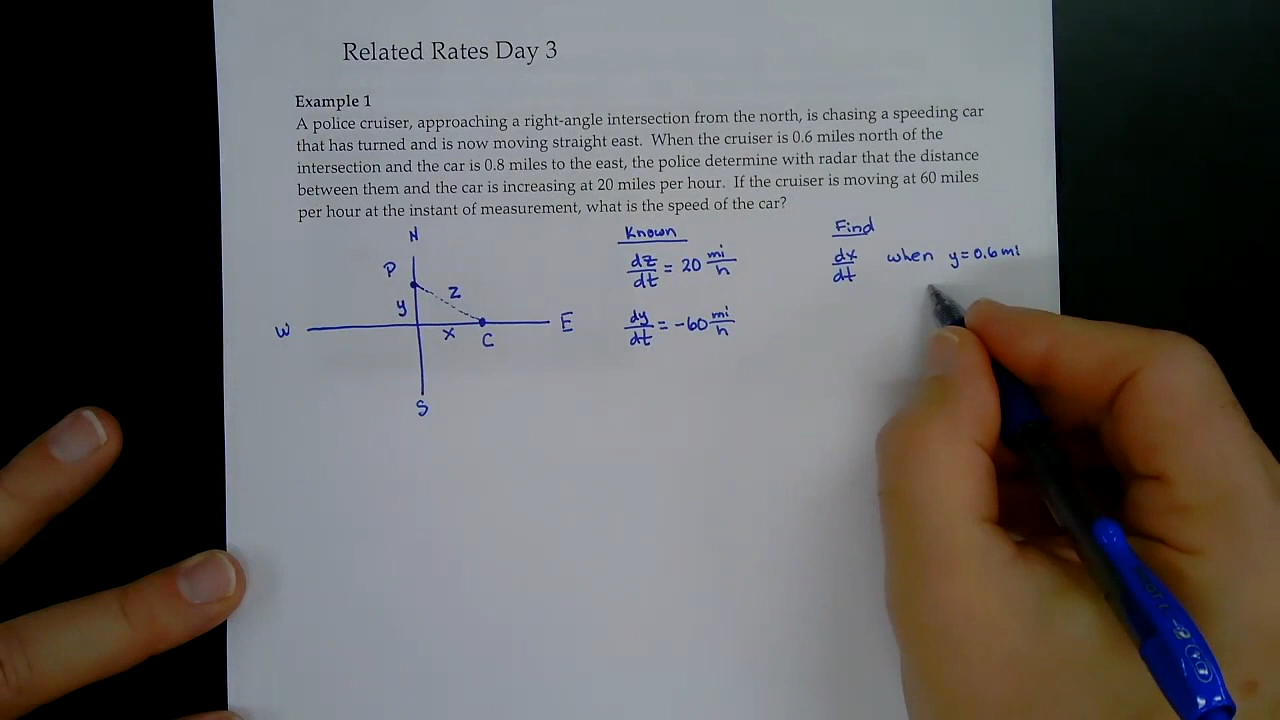 Related Rates Day 3
Example 1
A police cruiser, approaching a right-angle intersection from the north, is chasing a speeding car
that has turned and is now moving straight east. When the cruiser is 0.6 miles north of the
intersection and the car is 0.8 miles to the east, the police determine with radar that the distance
between them and the car is increasing at 20 miles per hour. If the cruiser is moving at 60 miles
per hour at the instant of measurement, what is the speed of the car?
N
P
z
y
W
E
x
C
S
Known
dz/dt = 20 mi/h
dy/dt = -60 mi/h
Find
dx/dt when y=0.6mi